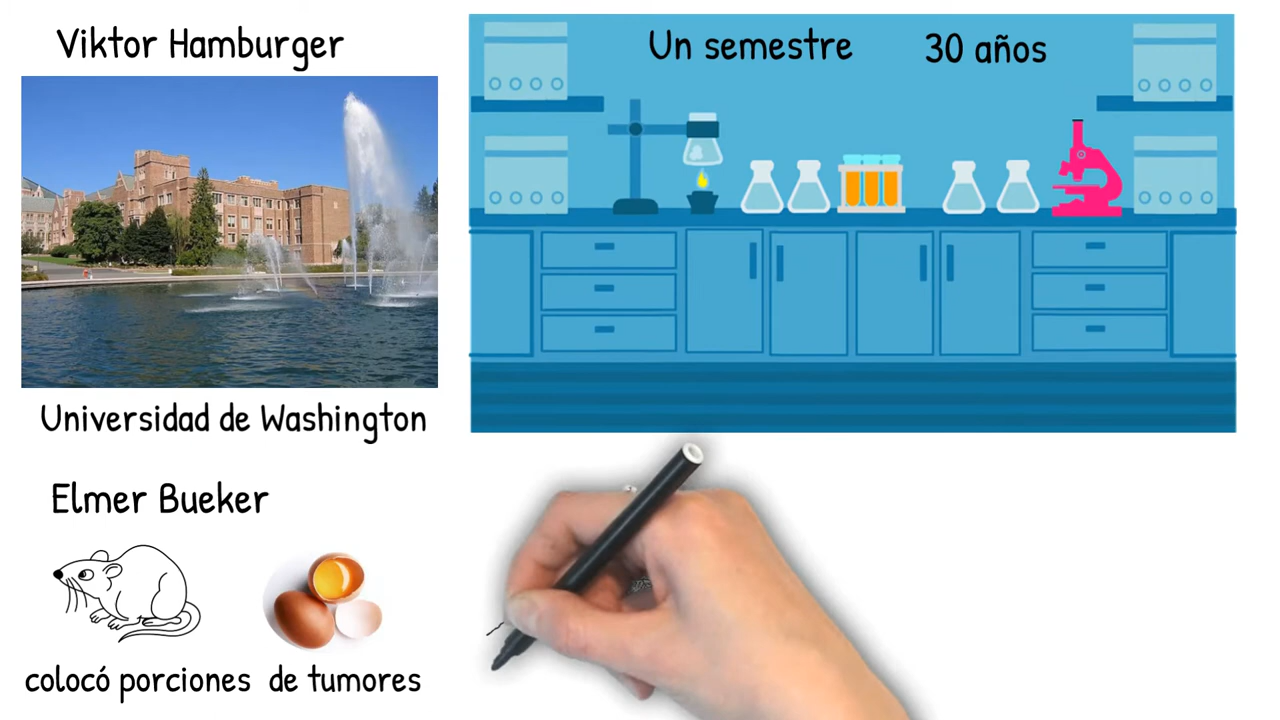 Viktor Hamburger
Un semestre
30 años
Universidad de Washington
Elmer Bueker
colocó porciones de tumores